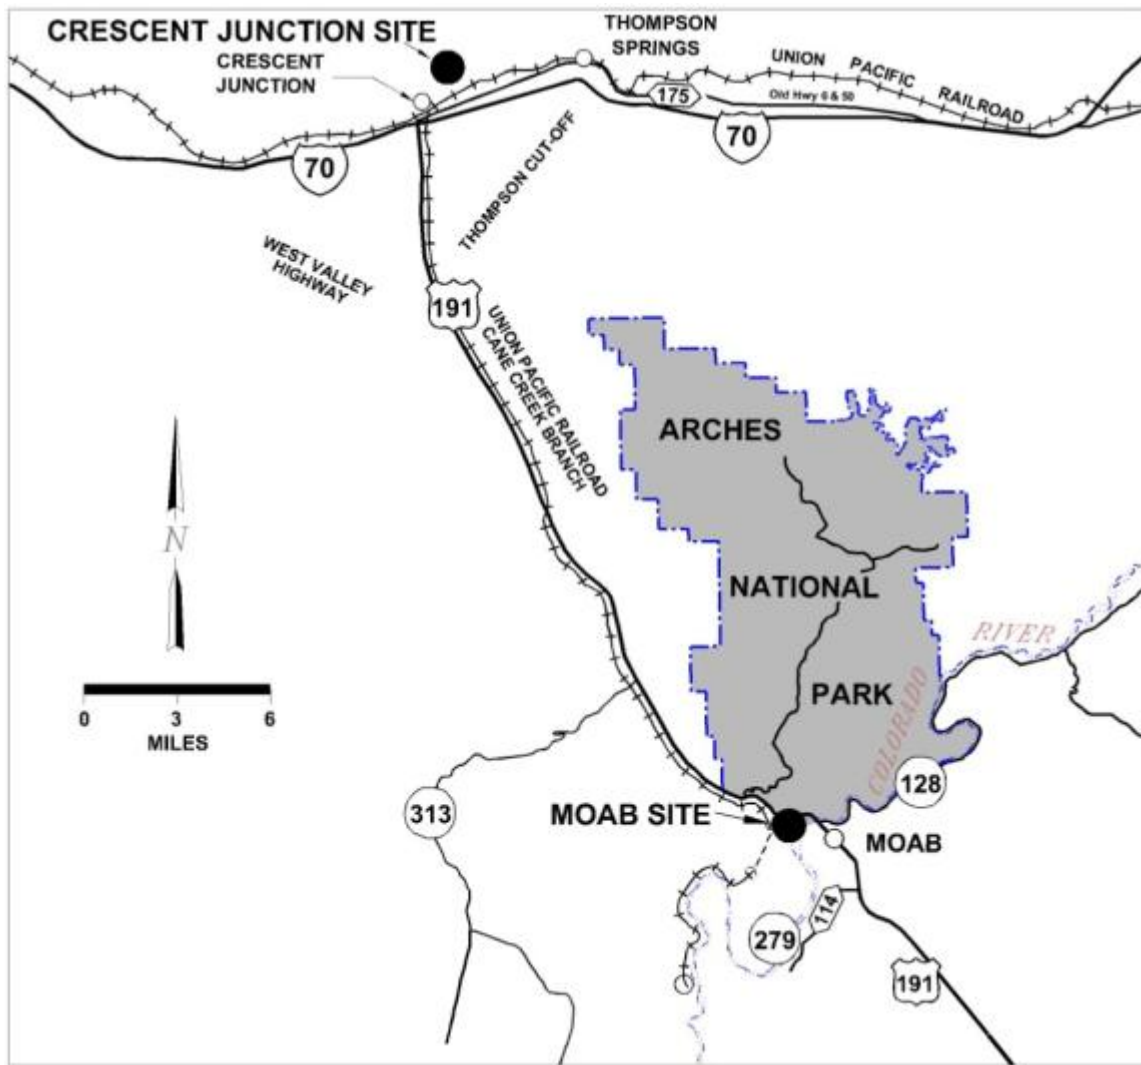 CRESCENT JUNCTION SITE
CRESCENT
JUNCTION
THOMPSON
SPRINGS
UNION PACIFIC RAILROAD
175
Old Hwy 6 & 50
70
70
THOMPSON CUT-OFF
WEST VALLEY
HIGHWAY
191
UNION PACIFIC RAILROAD
CANE CREEK BRANCH
ARCHES
NATIONAL
PARK
N
0 3 6
MILES
RIVER
COLORADO
128
313
MOAB SITE
MOAB
114
279
191